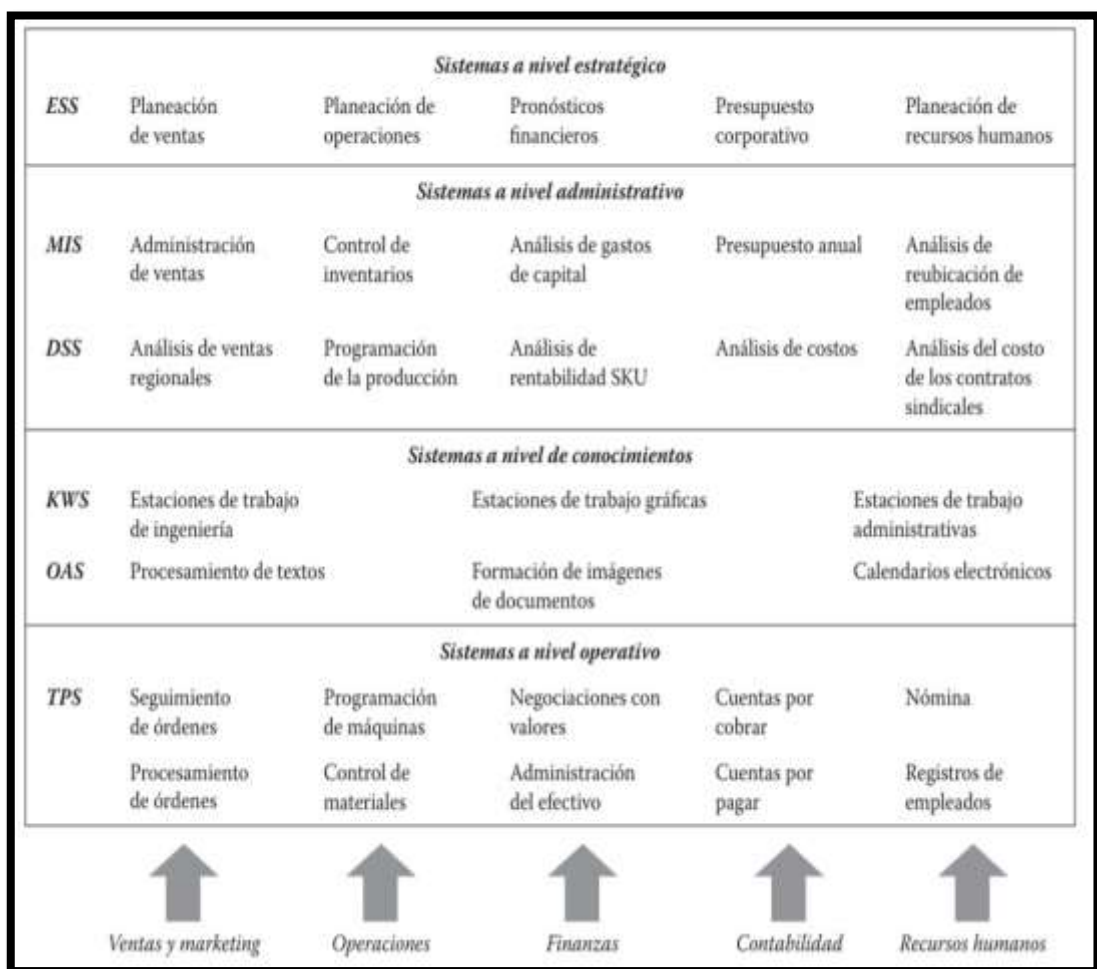 Sistemas a nivel estratégico
ESS Planeación Planeación de Pronósticos Presupuesto Planeación de
de ventas operaciones financieros corporativo recursos humanos
Sistemas a nivel administrativo
MIS Administración Control de Análisis de gastos Presupuesto anual Análisis de
de ventas inventarios de capital reubicación de
empleados
DSS Análisis de ventas Programación Análisis de Análisis de costos Análisis del costo
regionales de la producción rentabilidad SKU de los contratos
sindicales
Sistemas a nivel de conocimientos
KWS Estaciones de trabajo Estaciones de trabajo gráficas Estaciones de trabajo
de ingeniería administrativas
OAS Procesamiento de textos Formación de imágenes Calendarios electrónicos
de documentos
Sistemas a nivel operativo
TPS Seguimiento Programación Negociaciones con Cuentas por Nómina
de órdenes de máquinas valores cobrar
Procesamiento Control de Administración Cuentas por Registros de
de órdenes materiales del efectivo pagar empleados
Ventas y marketing Operaciones Finanzas Contabilidad Recursos humanos